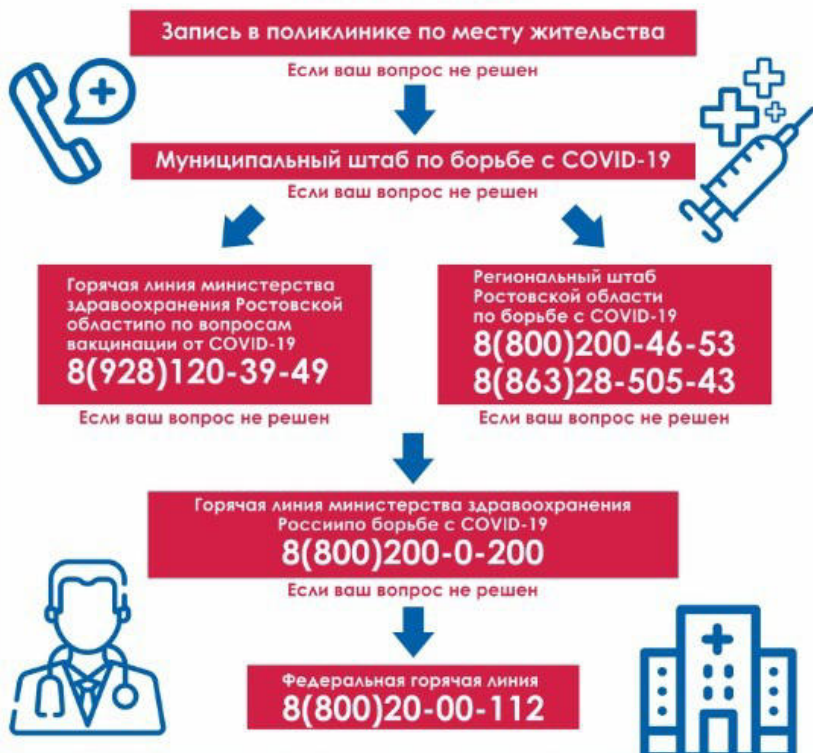 Запись в поликлинике по месту жительства
Если ваш вопрос не решен
Муниципальный штаб по борьбе с COVID-19
Если ваш вопрос не решен
Горячая линия министерства
здравоохранения Ростовской
областипо по вопросам
вакцинации от COVID-19
8(928)120-39-49
Если ваш вопрос не решен
Региональный штаб
Ростовской области
по борьбе с COVID-19
8(800)200-46-53
8(863)28-505-43
Если ваш вопрос не решен
Горячая линия министерства здравоохранения
Россиипо борьбе с COVID-19
8(800)200-0-200
Если ваш вопрос не решен
Федеральная горячая линия
8(800)20-00-112